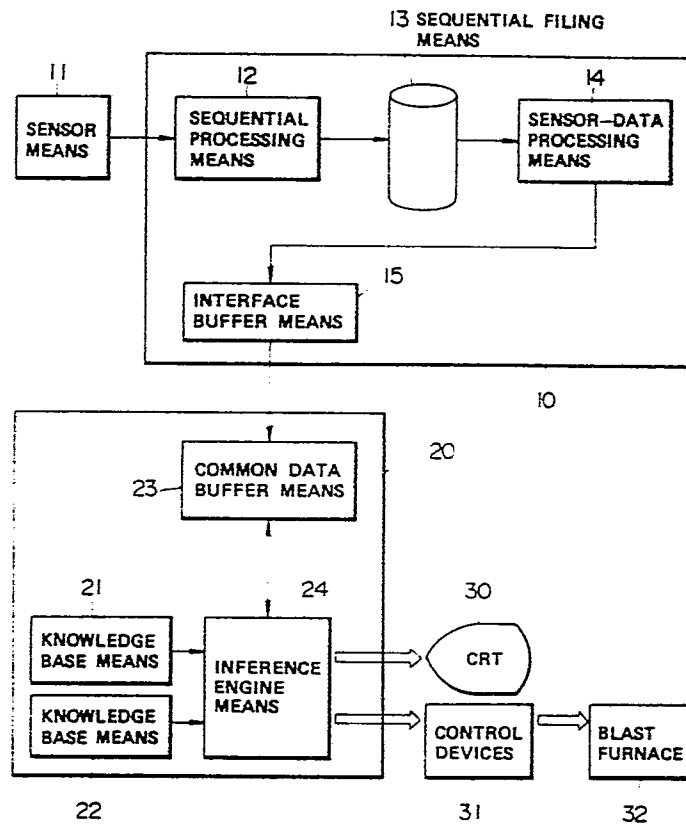 13 SEQUENTIAL FILING
MEANS
11
12
14
SENSOR
MEANS
SEQUENTIAL
PROCESSING
MEANS
SENSOR-DATA
PROCESSING
MEANS
15
INTERFACE
BUFFER MEANS
10
20
23
COMMON DATA
BUFFER MEANS
21
24
30
KNOWLEDGE
BASE MEANS
INFERENCE
ENGINE
MEANS
CRT
KNOWLEDGE
BASE MEANS
CONTROL
DEVICES
BLAST
FURNACE
22
31
32